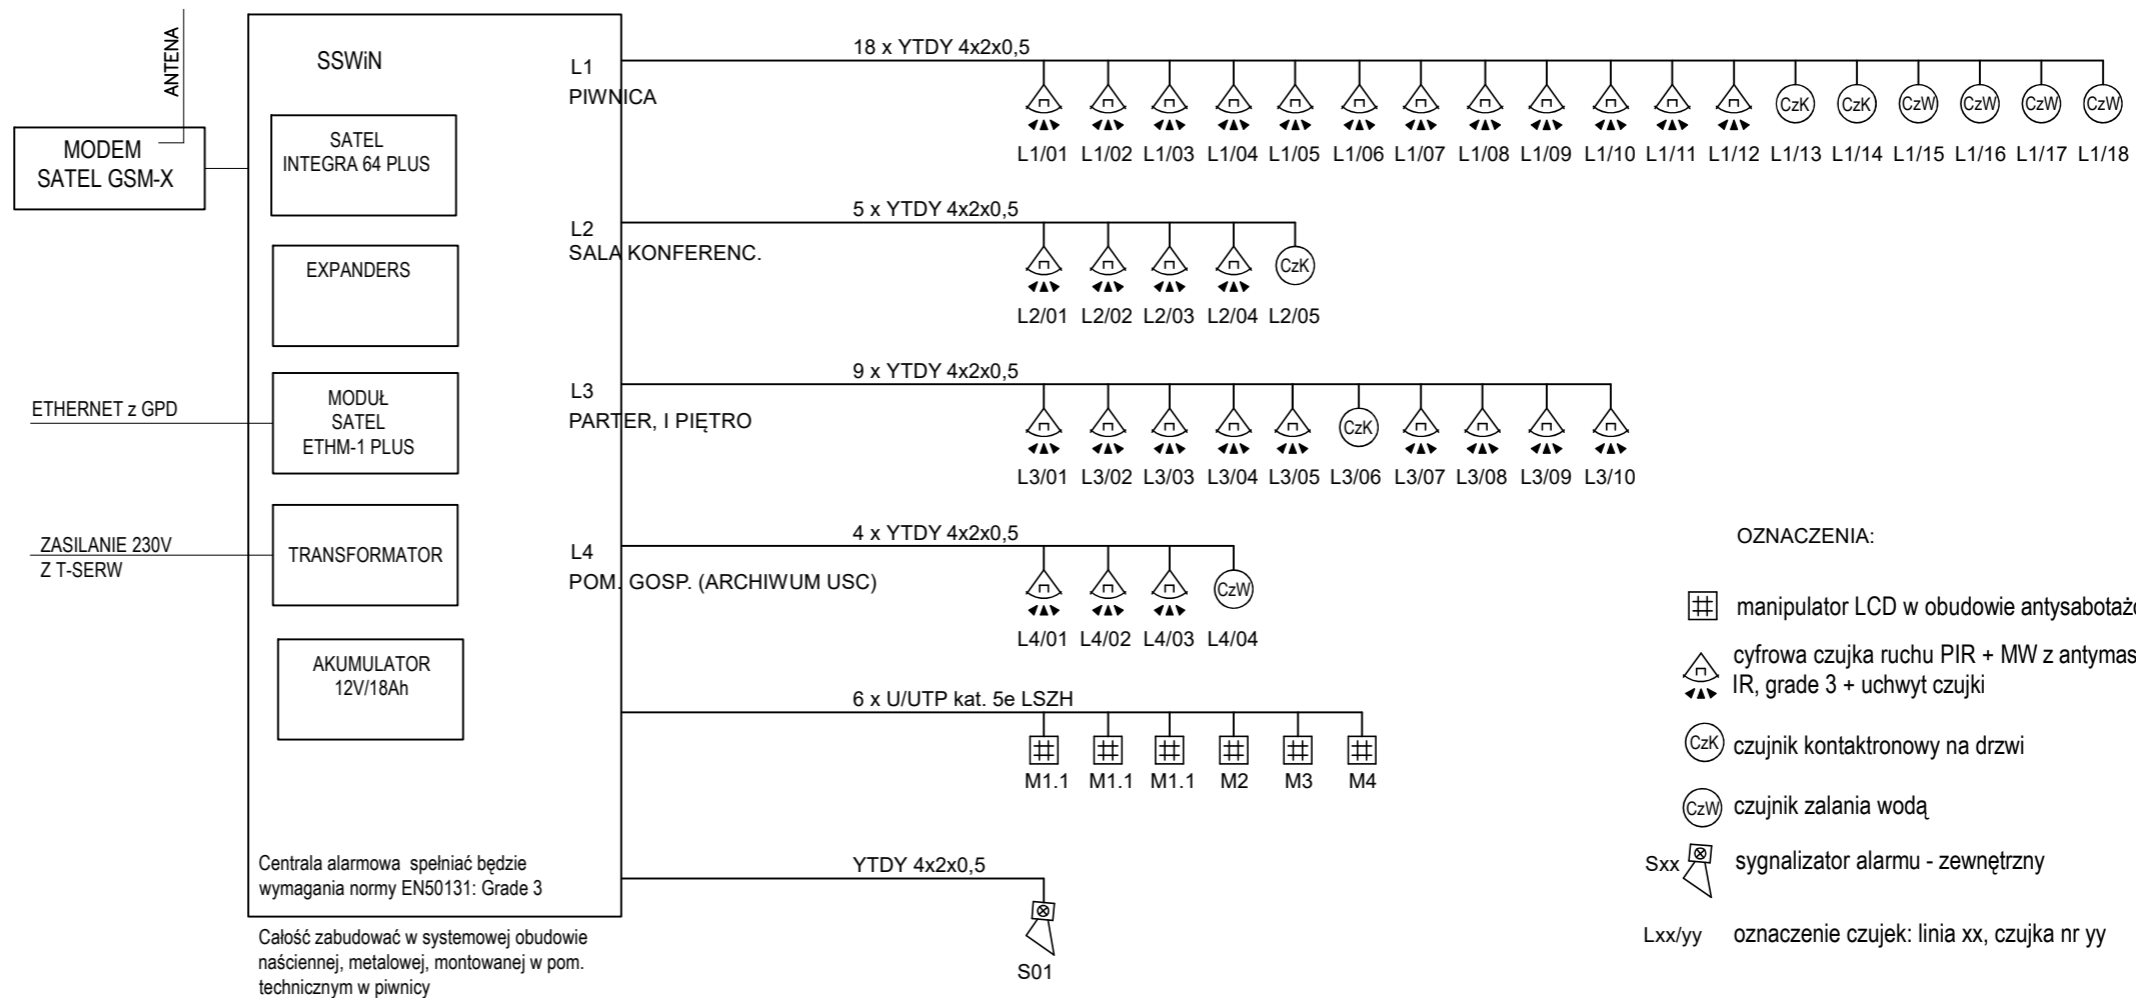 ANTENA
MODEM
SATEL GSM-X
SSWiN
SATEL
INTEGRA 64 PLUS
EXPANDERS
ETHERNET z GPD
MODUŁ
SATEL
ETHM-1 PLUS
ZASILANIE 230V
Z T-SERW
TRANSFORMATOR
AKUMULATOR
12V/18Ah
Centrala alarmowa spełniać będzie
wymagania normy EN50131: Grade 3
Całość zabudować w systemowej obudowie
naściennej, metalowej, montowanej w pom.
technicznym w piwnicy
L1
PIWNICA
18 x YTDY 4x2x0,5
CzK CzK CzW CzW CzW CzW
L1/01 L1/02 L1/03 L1/04 L1/05 L1/06 L1/07 L1/08 L1/09 L1/10 L1/11 L1/12 L1/13 L1/14 L1/15 L1/16 L1/17 L1/18
L2
SALA KONFERENC.
5 x YTDY 4x2x0,5
CzK
L2/01 L2/02 L2/03 L2/04 L2/05
L3
PARTER, I PIĘTRO
9 x YTDY 4x2x0,5
CzK
L3/01 L3/02 L3/03 L3/04 L3/05 L3/06 L3/07 L3/08 L3/09 L3/10
L4
POM. GOSP. (ARCHIWUM USC)
4 x YTDY 4x2x0,5
CzW
L4/01 L4/02 L4/03 L4/04
6 x U/UTP kat. 5e LSZH
M1.1 M1.1 M1.1 M2 M3 M4
YTDY 4x2x0,5
S01
OZNACZENIA:
manipulator LCD w obudowie
cyfrowa czujka ruchu PIR + MW z
IR, grade 3 + uchwyt czujki
CzK czujnik kontaktronowy na drzwi
CzW czujnik zalania wodą
Sxx sygnalizator alarmu - zewnętrzny
Lxx/yy oznaczenie czujek: linia xx, czujka nr yy